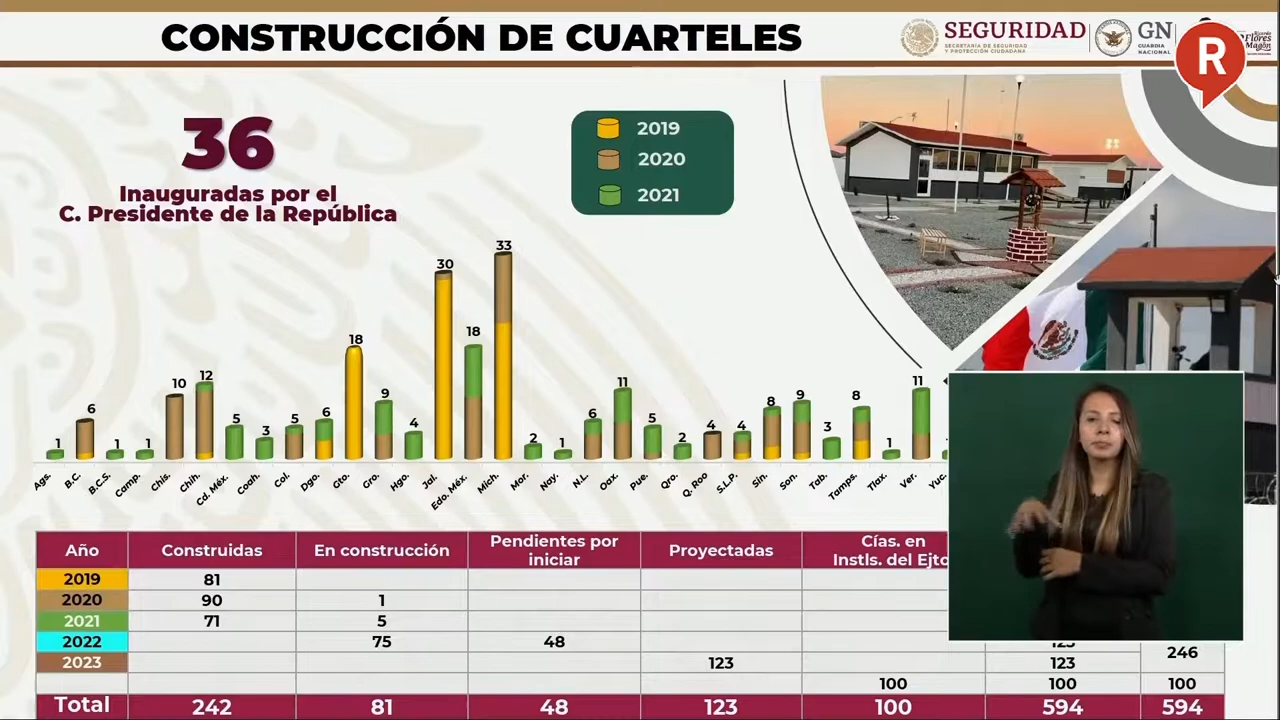 CONSTRUCCIÓN DE CUARTELES
SEGURIDAD
SECRETARÍA DE SEGURIDAD
Y PROTECCIÓN CIUDADANA
GN
GUARDIA
NACIONAL
R
Ricardo
Flores
Magón
36
Inauguradas por el
C. Presidente de la República
2019
2020
2021
1 6 1 1 10 12 5 3 5 6 18 9 4 30 18 33 2 1 6 11 5 2 4 4 8 9 3 8 1 11
Ags. B.C. B.C.S. Camp. Chis. Chih. Cd. Méx. Coah. Col. Dgo. Gto. Gro. Hgo. Jal. Edo. Méx. Mich. Mor. Nay. N.L. Oax. Pue. Qro. Q. Roo S.L.P. Sin. Son. Tab. Tamps. Tlax. Ver. Yuc.
Año Construidas En construcción Pendientes por iniciar Proyectadas Cías. en Instls. del Ejto
2019 81
2020 90 1
2021 71 5
2022 75 48 123
2023 123 123 246
100 100 100
Total 242 81 48 123 100 594 594